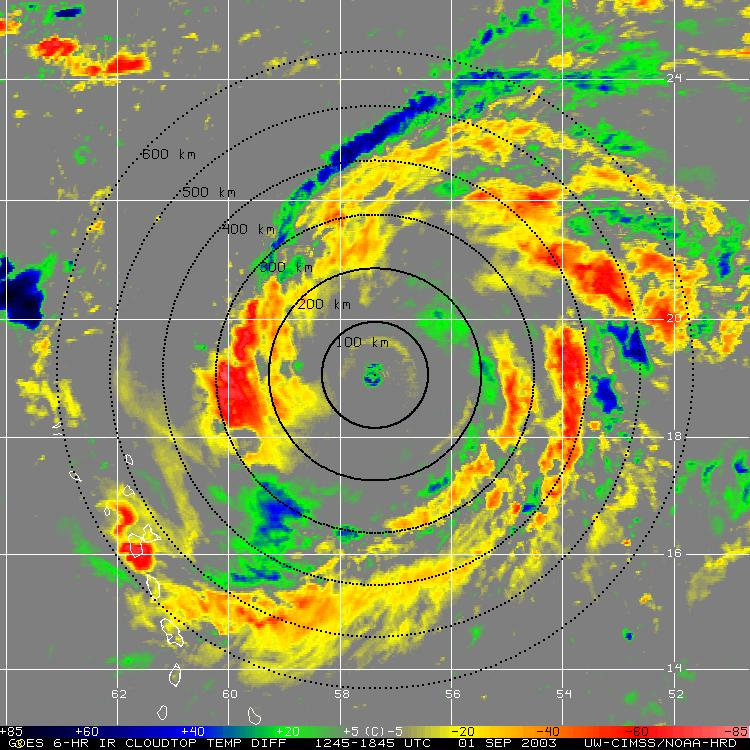 24
600 km
500 km
22
400 km
300 km
200 km
20
100 km
18
16
14
62 60 58 56 54 52
+85 +60 +40 +20 +5 (C) -5 -20 -40 -60 -85
GOES 6-HR IR CLOUDTOP TEMP DIFF 1245-1845 UTC 01 SEP 2003 UW-CIMSS/NOAA-HRD